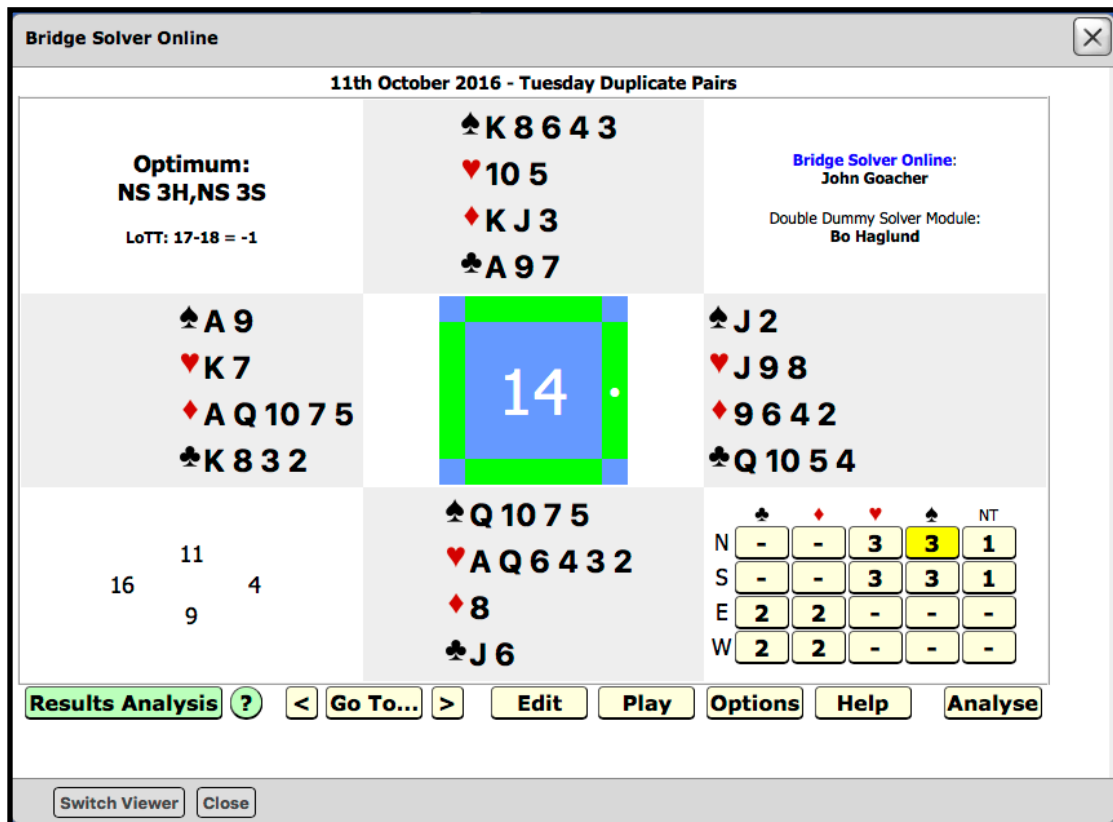 Bridge Solver Online
11th October 2016 - Tuesday Duplicate Pairs
Optimum:
NS 3H,NS 3S
LoTT: 17-18 = -1
♠K 8 6 4 3
♥10 5
♦K J 3
♣A 9 7
Bridge Solver Online:
John Goacher
Double Dummy Solver Module:
Bo Haglund
♠A 9
♥K 7
♦A Q 10 7 5
♣K 8 3 2
14
♠J 2
♥J 9 8
♦9 6 4 2
♣Q 10 5 4
11
16 4
9
♠Q 10 7 5
♥A Q 6 4 3 2
♦8
♣J 6
♣ ♦ ♥ ♠ NT
N - - 3 3 1
S - - 3 3 1
E 2 2 - - -
W 2 2 - - -
Results Analysis ? < Go To... > Edit Play Options Help Analyse
Switch Viewer Close